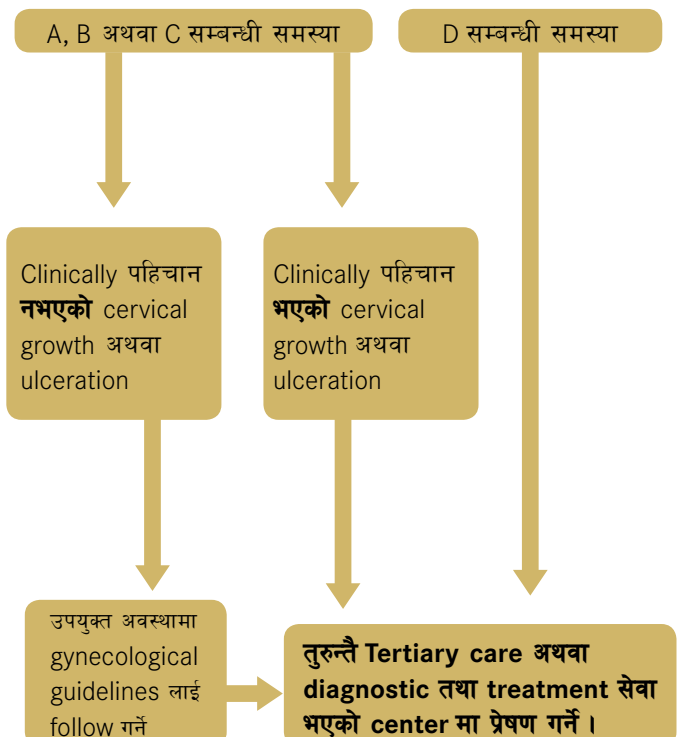 A, B अथवा C सम्बन्धी समस्या
D सम्बन्धी समस्या
Clinically पहिचान
नभएको cervical
growth अथवा
ulceration
Clinically पहिचान
भएको cervical
growth अथवा
ulceration
उपयुक्त अवस्थामा
gynecological
guidelines लाई
follow गर्ने
तुरुन्तै Tertiary care अथवा
diagnostic तथा treatment सेवा
भएको center मा प्रेषण गर्ने ।